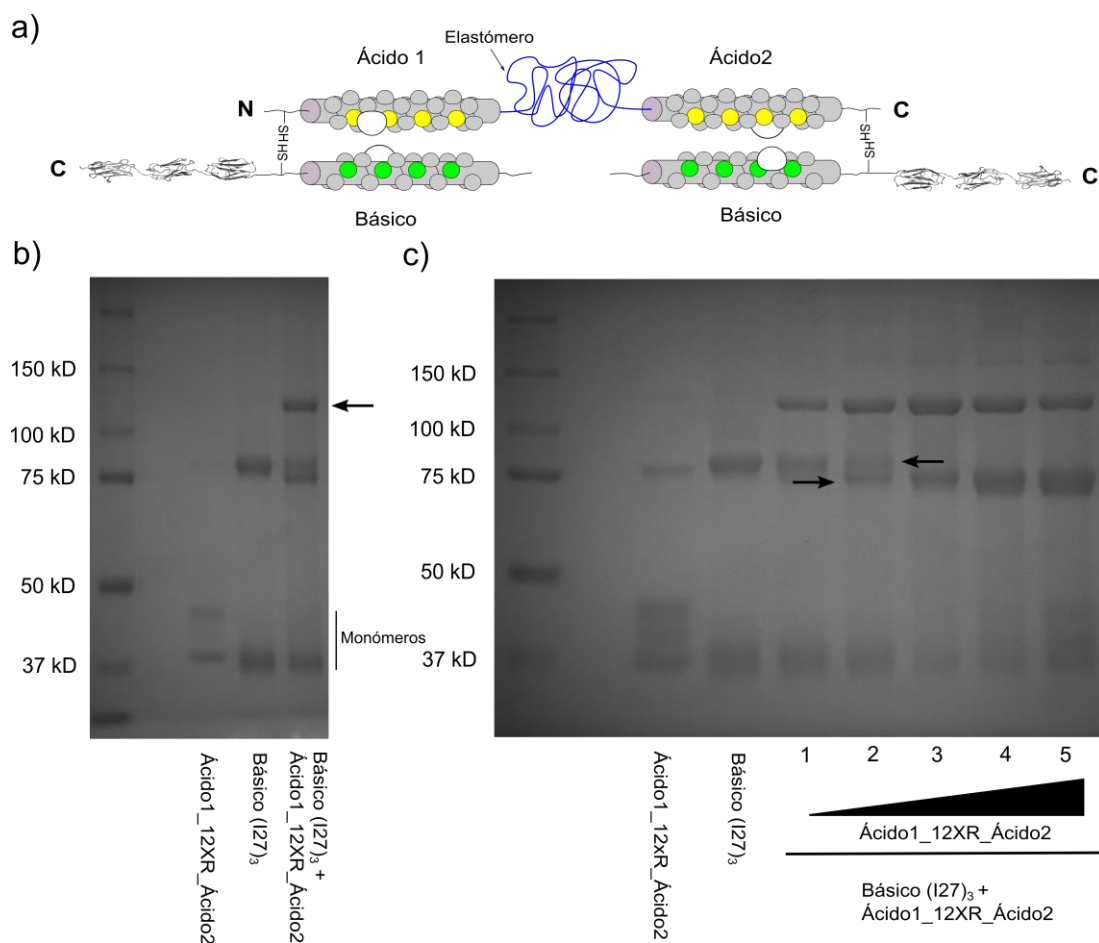 a)
Elastómero
Ácido 1
Ácido2
N
C
SHHS
SHHS
C
C
Básico
Básico
b)
c)
150 kD
100 kD
75 kD
50 kD
37 kD
Monómeros
Ácido1_12XR_Ácido2
Básico (I27)3
Básico (I27)3 +
Ácido1_12XR_Ácido2
150 kD
100 kD
75 kD
50 kD
37 kD
Ácido1_12xR_Ácido2
Básico (I27)3
1 2 3 4 5
Ácido1_12XR_Ácido2
Básico (I27)3 +
Ácido1_12XR_Ácido2